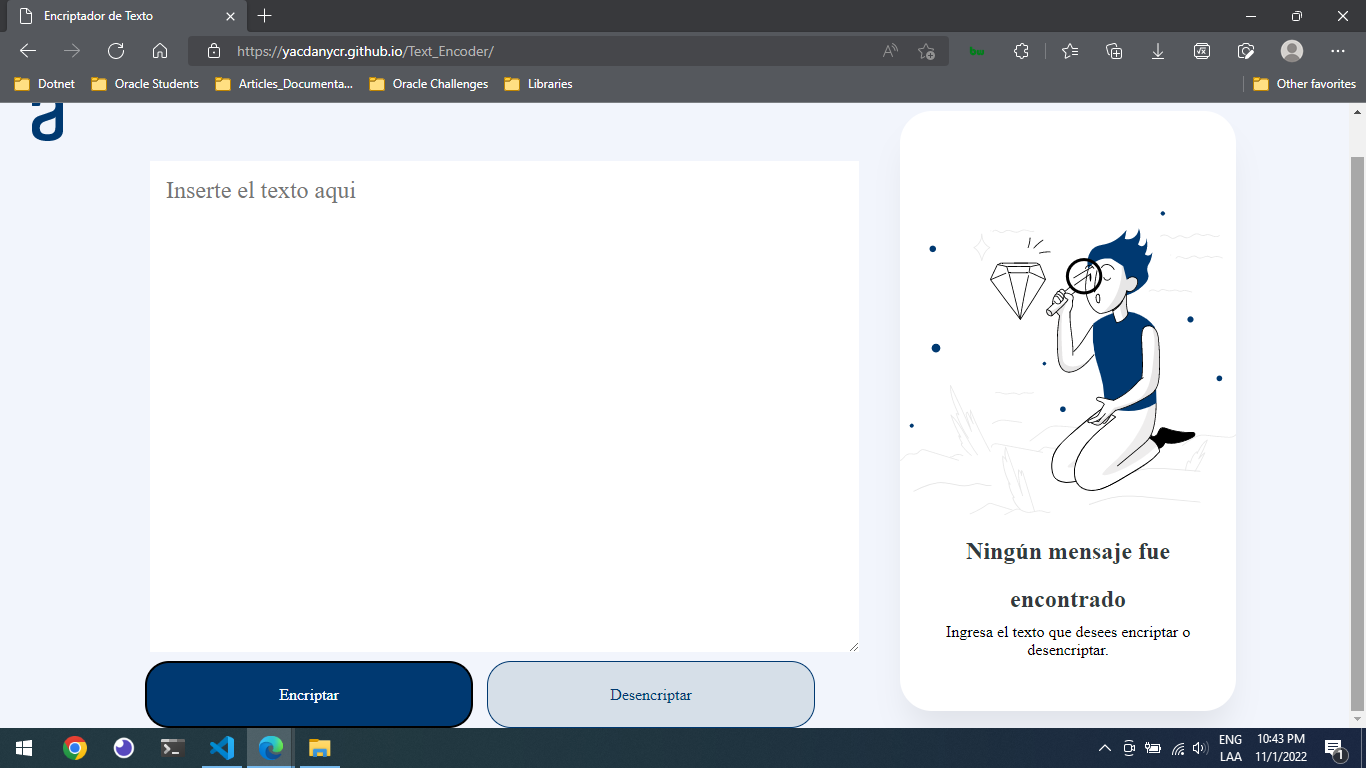 Encriptador de Texto
https://yacdanycr.github.io/Text_Encoder/
Dotnet
Oracle Students
Articles_Documenta...
Oracle Challenges
Libraries
Other favorites
a
Inserte el texto aqui
Encriptar
Desencriptar
Ningún mensaje fue
encontrado
Ingresa el texto que desees encriptar o
desencriptar.
ENG
LAA
10:43 PM
11/1/2022
1